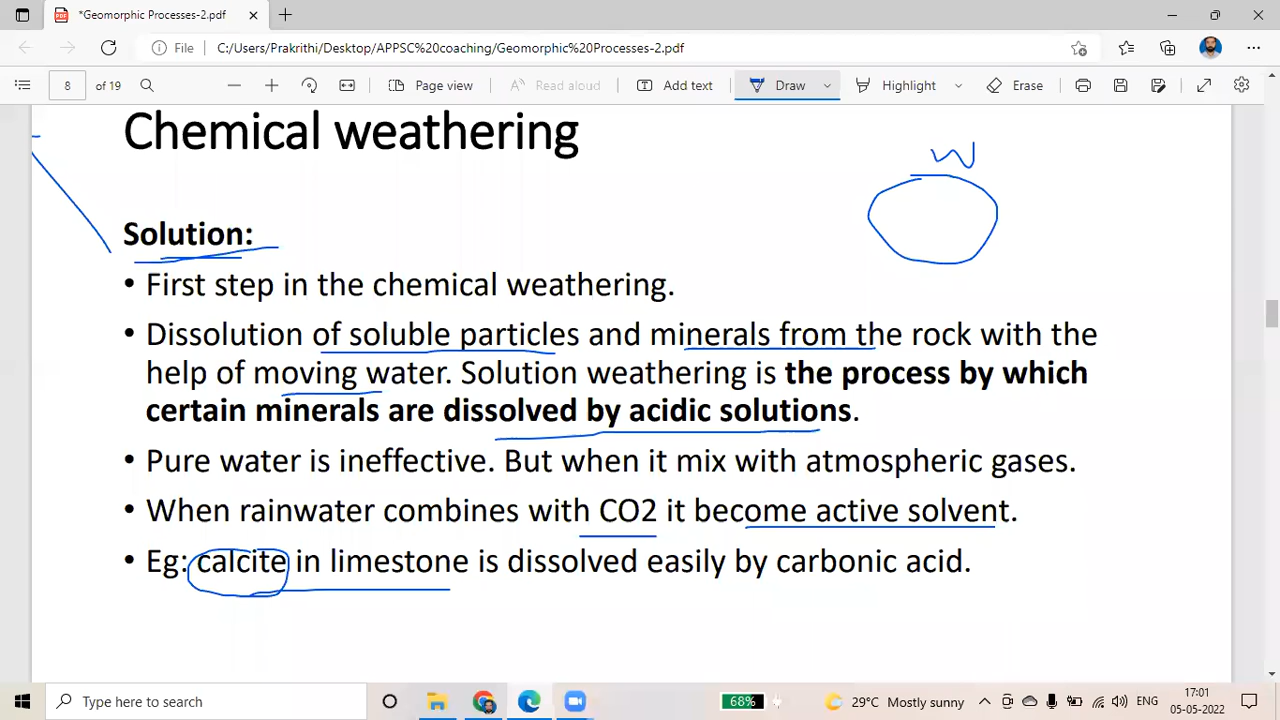 *Geomorphic Processes-2.pdf
File C:/Users/Prakrithi/Desktop/APPSC%20coaching/Geomorphic%20Processes-2.pdf
8 of 19 Page view Read aloud Add text Draw Highlight Erase
Chemical weathering
W
Solution:
• First step in the chemical weathering.
• Dissolution of soluble particles and minerals from the rock with the
help of moving water. Solution weathering is the process by which
certain minerals are dissolved by acidic solutions.
• Pure water is ineffective. But when it mix with atmospheric gases.
• When rainwater combines with CO2 it become active solvent.
• Eg: calcite in limestone is dissolved easily by carbonic acid.
Type here to search 68% 29°C Mostly sunny ENG 17:01
05-05-2022